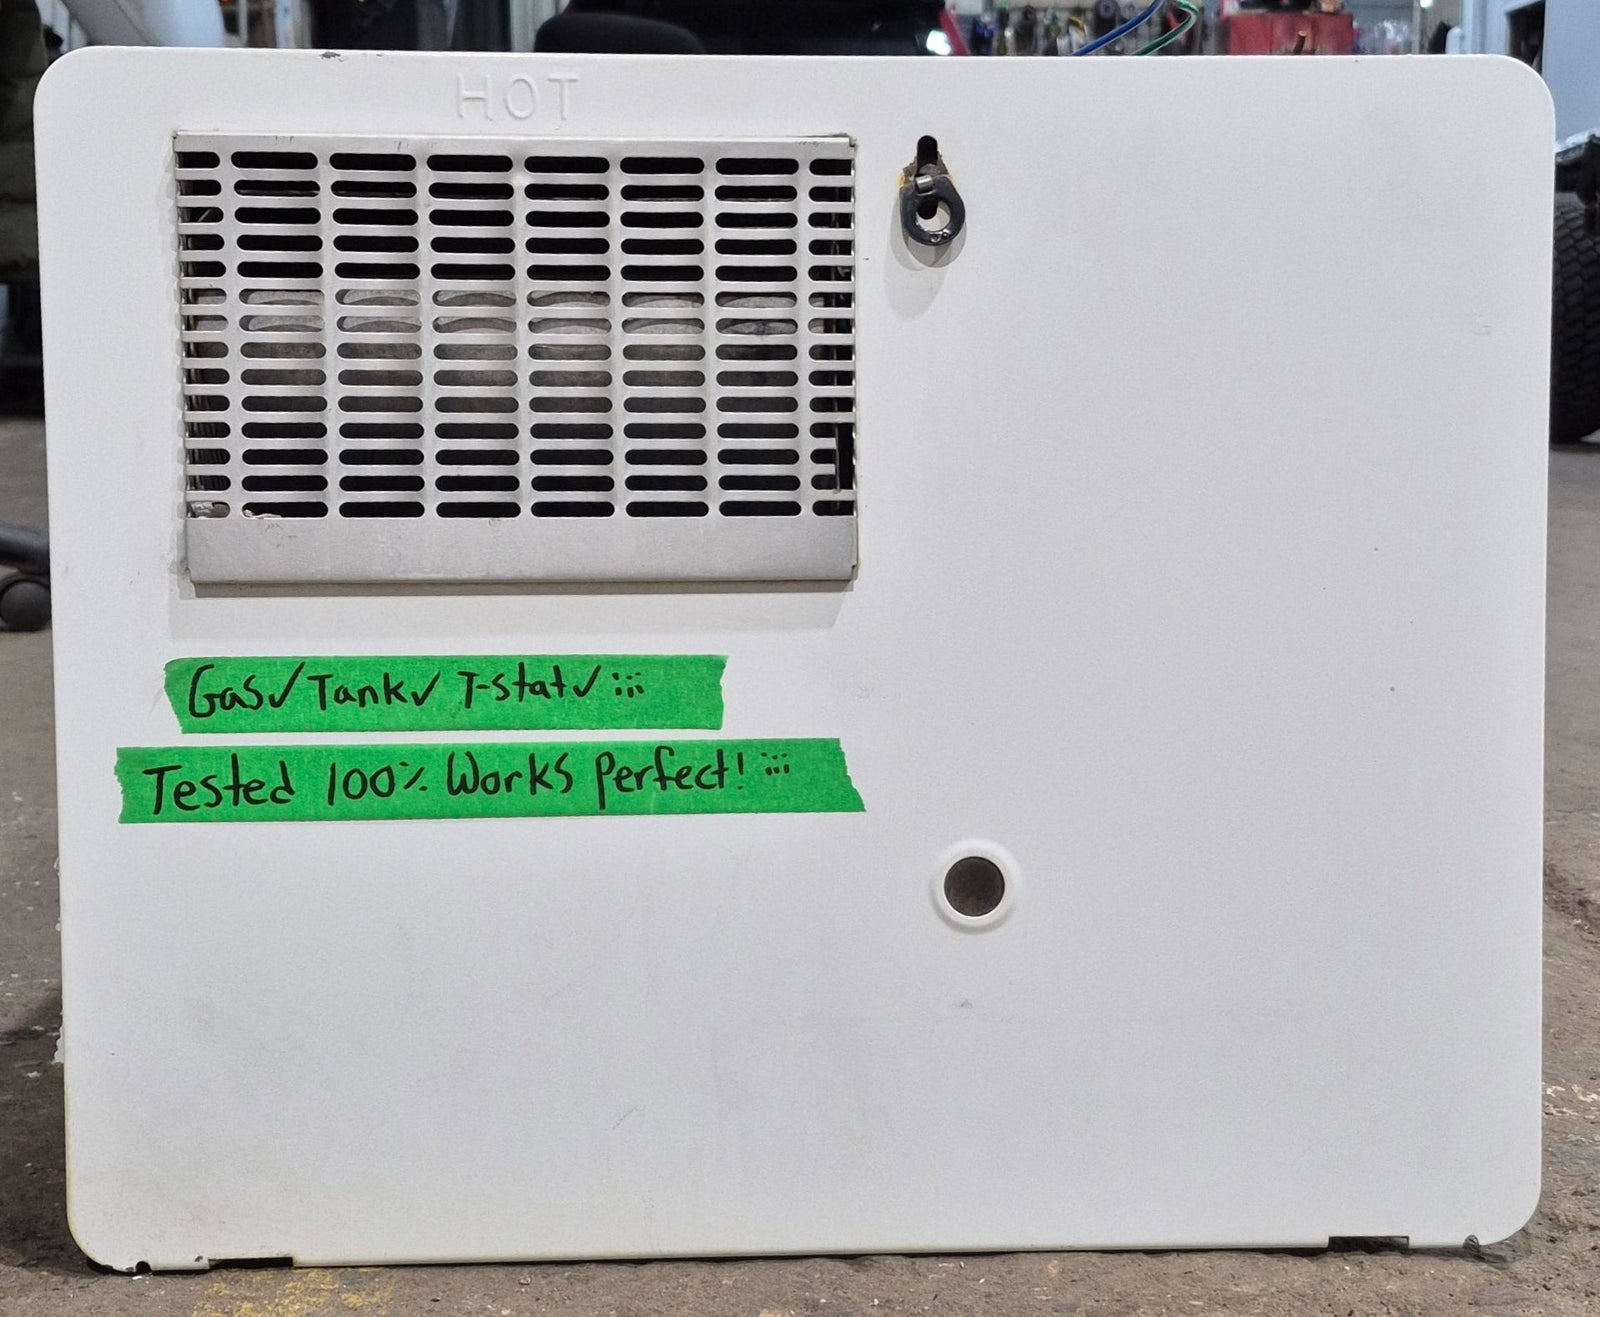 HOT
Gas✓ Tank✓ T-stat✓
Tested 100% Works perfect!